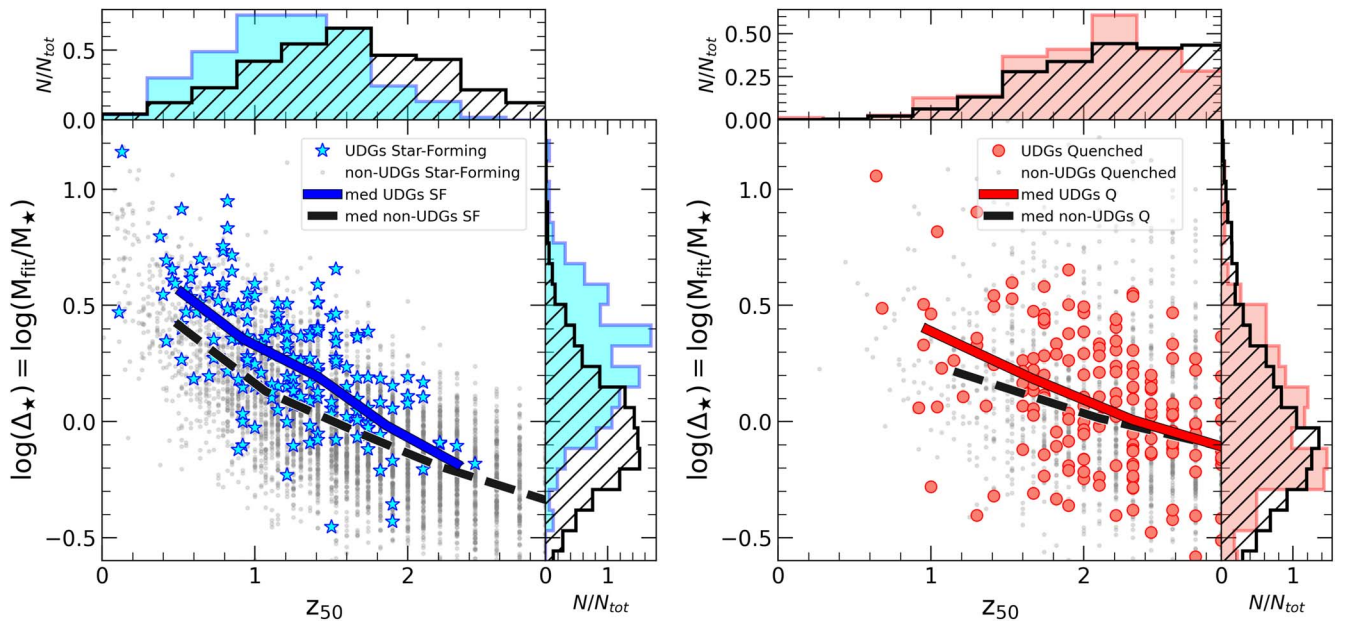 N/N_tot
0.5
0.0
UDGs Star-Forming
non-UDGs Star-Forming
med UDGs SF
med non-UDGs SF
log(Δ★) = log(M_fit/M★)
1.0
0.5
0.0
−0.5
0 1 2
z_50
0 1
N/N_tot
N/N_tot
0.50
0.25
0.00
UDGs Quenched
non-UDGs Quenched
med UDGs Q
med non-UDGs Q
log(Δ★) = log(M_fit/M★)
1.0
0.5
0.0
−0.5
0 1 2
z_50
0 1
N/N_tot